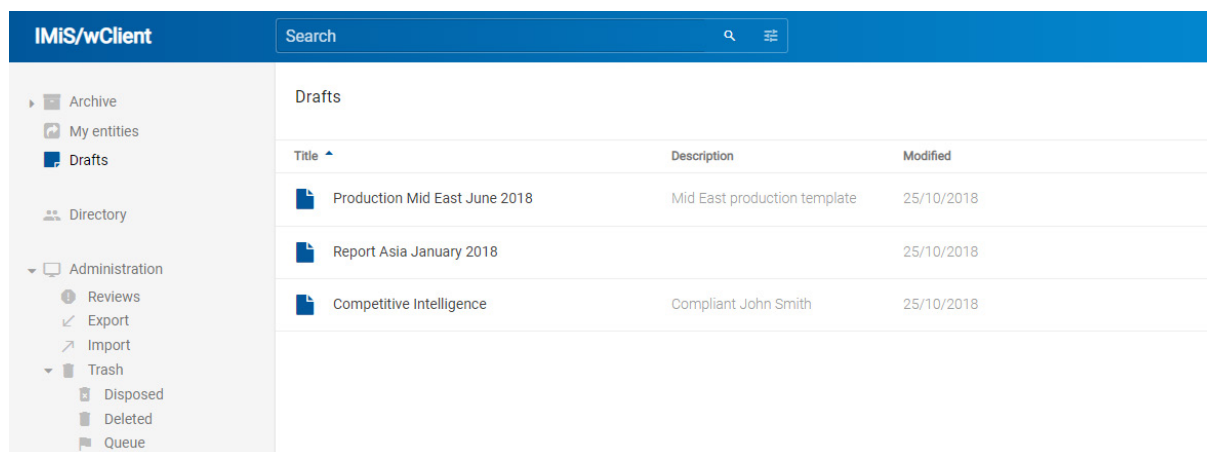 IMiS/wClient
Search
Archive
My entities
Drafts
Directory
Administration
Reviews
Export
Import
Trash
Disposed
Deleted
Queue
Drafts
Title Description Modified
Production Mid East June 2018 Mid East production template 25/10/2018
Report Asia January 2018 25/10/2018
Competitive Intelligence Compliant John Smith 25/10/2018